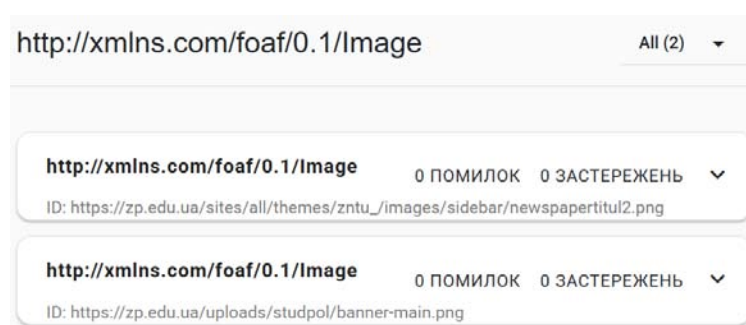 http://xmlns.com/foaf/0.1/Image All (2)
http://xmlns.com/foaf/0.1/Image 0 ПОМИЛОК 0 ЗАСТЕРЕЖЕНЬ
ID: https://zp.edu.ua/sites/all/themes/zntu_/images/sidebar/newspapertitul2.png
http://xmlns.com/foaf/0.1/Image 0 ПОМИЛОК 0 ЗАСТЕРЕЖЕНЬ
ID: https://zp.edu.ua/uploads/studpol/banner-main.png